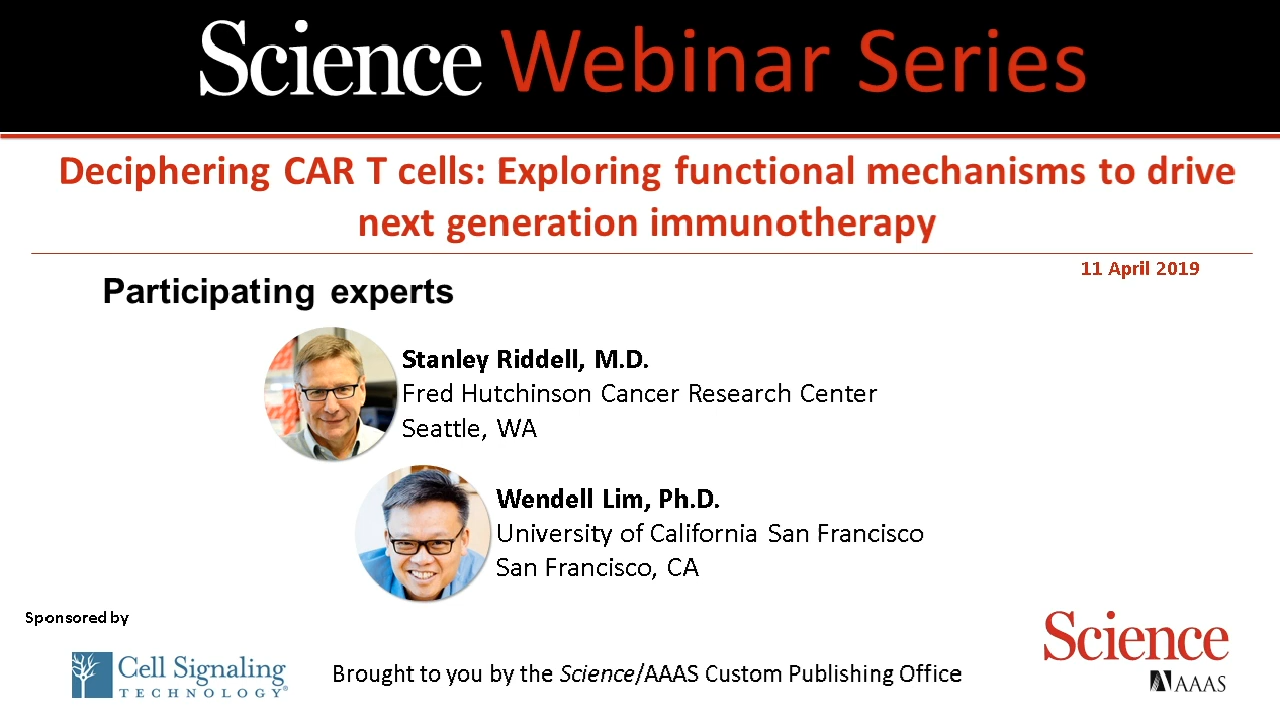 Science Webinar Series
Deciphering CAR T cells: Exploring functional mechanisms to drive
next generation immunotherapy
11 April 2019
Participating experts
Stanley Riddell, M.D.
Fred Hutchinson Cancer Research Center
Seattle, WA
Wendell Lim, Ph.D.
University of California San Francisco
San Francisco, CA
Sponsored by
Cell Signaling
TECHNOLOGY®
Brought to you by the Science/AAAS Custom Publishing Office
Science
AAAS